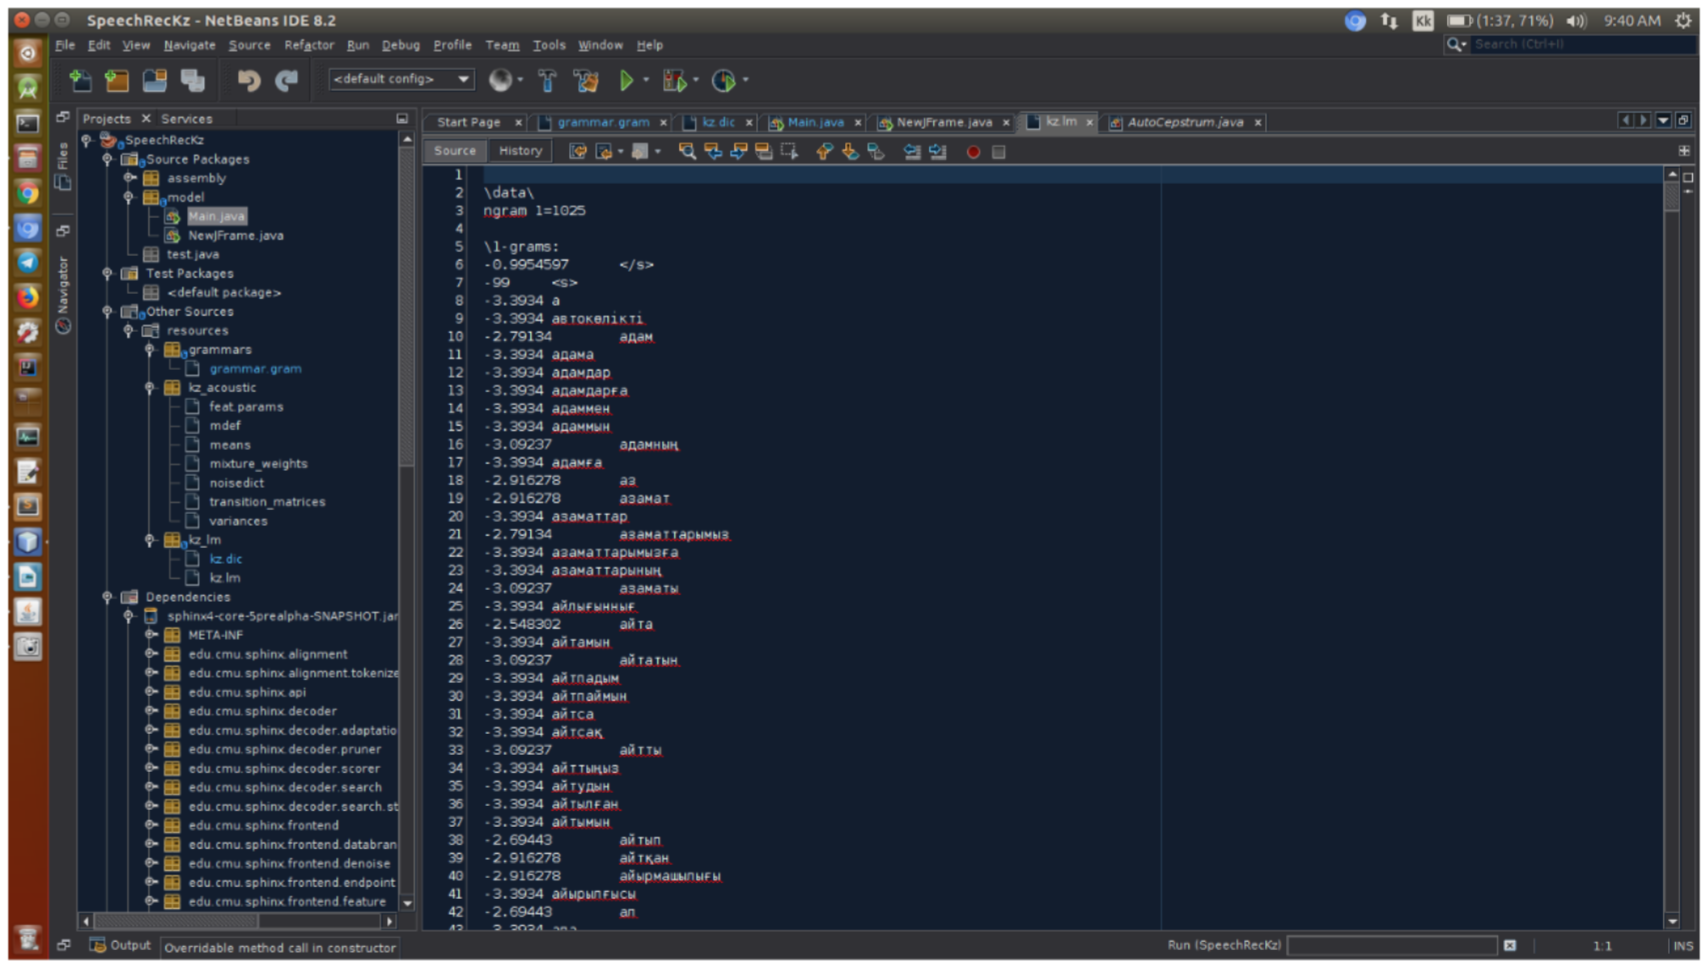 SpeechRecKz - NetBeans IDE 8.2
Kk (1:37, 71%) 9:40 AM
File Edit View Navigate Source Refactor Run Debug Profile Team Tools Window Help
Search (Ctrl+I)
<default config>
Projects Services
Files
Navigator
SpeechRecKz
Source Packages
assembly
model
Main.java
NewJFrame.java
test.java
Test Packages
<default package>
Other Sources
resources
grammars
grammar.gram
kz_acoustic
feat.params
mdef
means
mixture_weights
noisedict
transition_matrices
variances
kz_lm
kz.dic
kz.lm
Dependencies
sphinx4-core-5prealpha-SNAPSHOT.jar
META-INF
edu.cmu.sphinx.alignment
edu.cmu.sphinx.alignment.tokenize
edu.cmu.sphinx.api
edu.cmu.sphinx.decoder
edu.cmu.sphinx.decoder.adaptatio
edu.cmu.sphinx.decoder.pruner
edu.cmu.sphinx.decoder.scorer
edu.cmu.sphinx.decoder.search
edu.cmu.sphinx.decoder.search.st
edu.cmu.sphinx.frontend
edu.cmu.sphinx.frontend.databran
edu.cmu.sphinx.frontend.denoise
edu.cmu.sphinx.frontend.endpoint
edu.cmu.sphinx.frontend.feature
Start Page grammar.gram kz.dic Main.java NewJFrame.java kz.lm AutoCepstrum.java
Source History
1
2 \data\
3 ngram 1=1025
4
5 \1-grams:
6 -0.9954597 </s>
7 -99 <s>
8 -3.3934 а
9 -3.3934 автокөлікті
10 -2.79134 адам
11 -3.3934 адама
12 -3.3934 адамдар
13 -3.3934 адамдарға
14 -3.3934 адаммен
15 -3.3934 адаммын
16 -3.09237 адамның
17 -3.3934 адамға
18 -2.916278 аз
19 -2.916278 азамат
20 -3.3934 азаматтар
21 -2.79134 азаматтарымыз
22 -3.3934 азаматтарымызға
23 -3.3934 азаматтарының
24 -3.09237 азаматы
25 -3.3934 айлығыннығ
26 -2.548302 айта
27 -3.3934 айтамын
28 -3.09237 айтатын
29 -3.3934 айтпадым
30 -3.3934 айтпаймын
31 -3.3934 айтса
32 -3.3934 айтсақ
33 -3.09237 айтты
34 -3.3934 айттыңыз
35 -3.3934 айтудын
36 -3.3934 айтылған
37 -3.3934 айтымын
38 -2.69443 айтып
39 -2.916278 айтқан
40 -2.916278 айырмашылығы
41 -3.3934 айырылғысы
42 -2.69443 ал
43 -3.3934 ала
Output Overridable method call in constructor
Run (SpeechRecKz) 1:1 INS